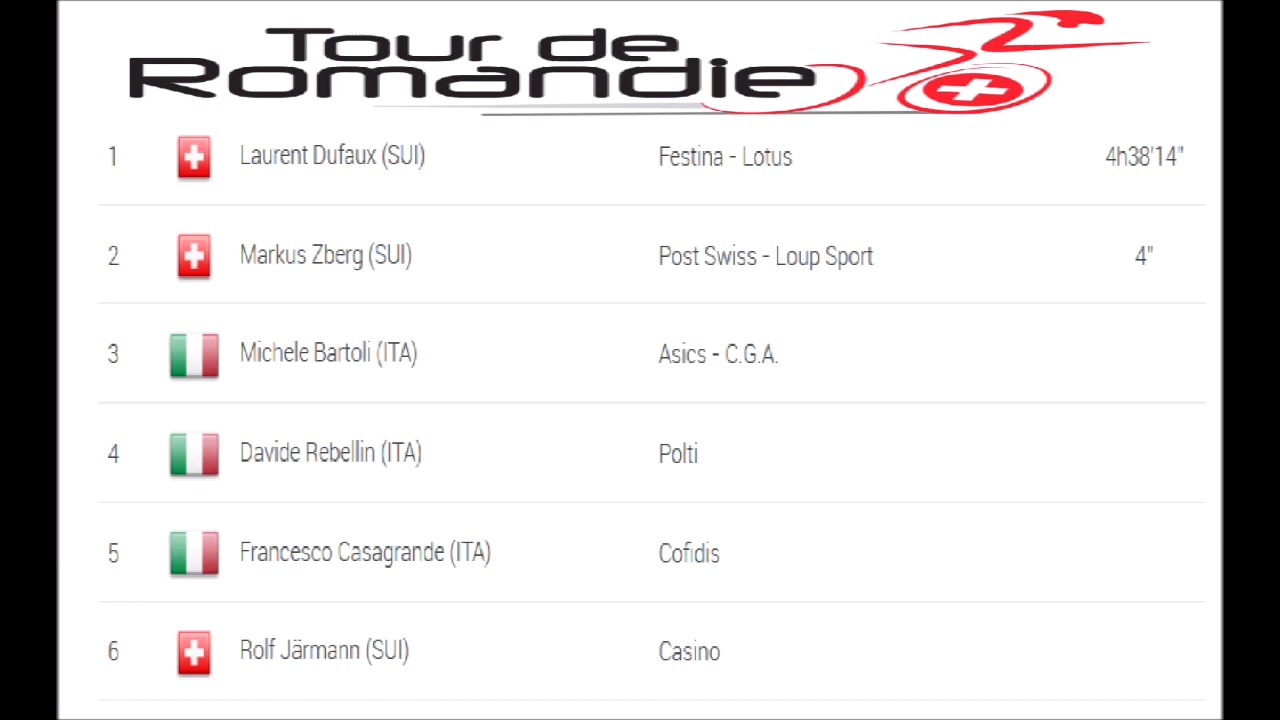 Tour de
Romandie
1 Laurent Dufaux (SUI) Festina - Lotus 4h38'14"
2 Markus Zberg (SUI) Post Swiss - Loup Sport 4"
3 Michele Bartoli (ITA) Asics - C.G.A.
4 Davide Rebellin (ITA) Polti
5 Francesco Casagrande (ITA) Cofidis
6 Rolf Järmann (SUI) Casino